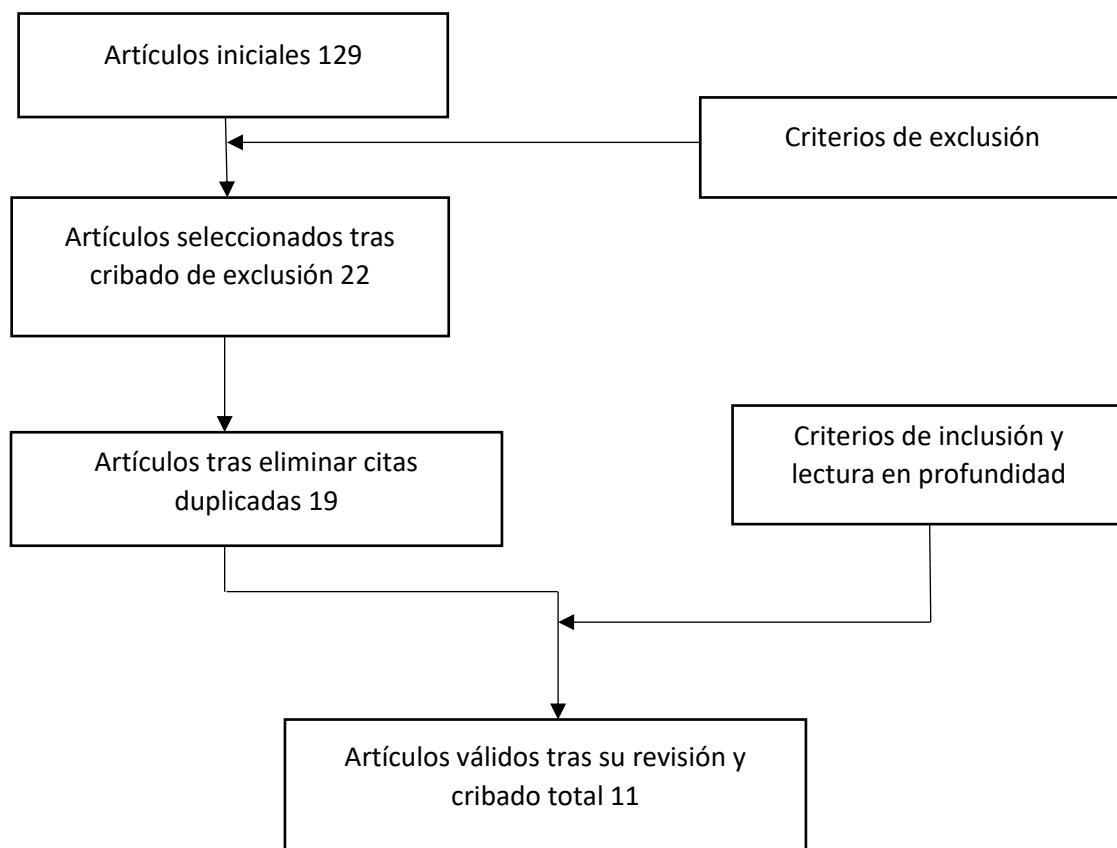 Artículos iniciales 129
Criterios de exclusión
Artículos seleccionados tras
cribado de exclusión 22
Artículos tras eliminar citas
duplicadas 19
Criterios de inclusión y
lectura en profundidad
Artículos válidos tras su revisión y
cribado total 11